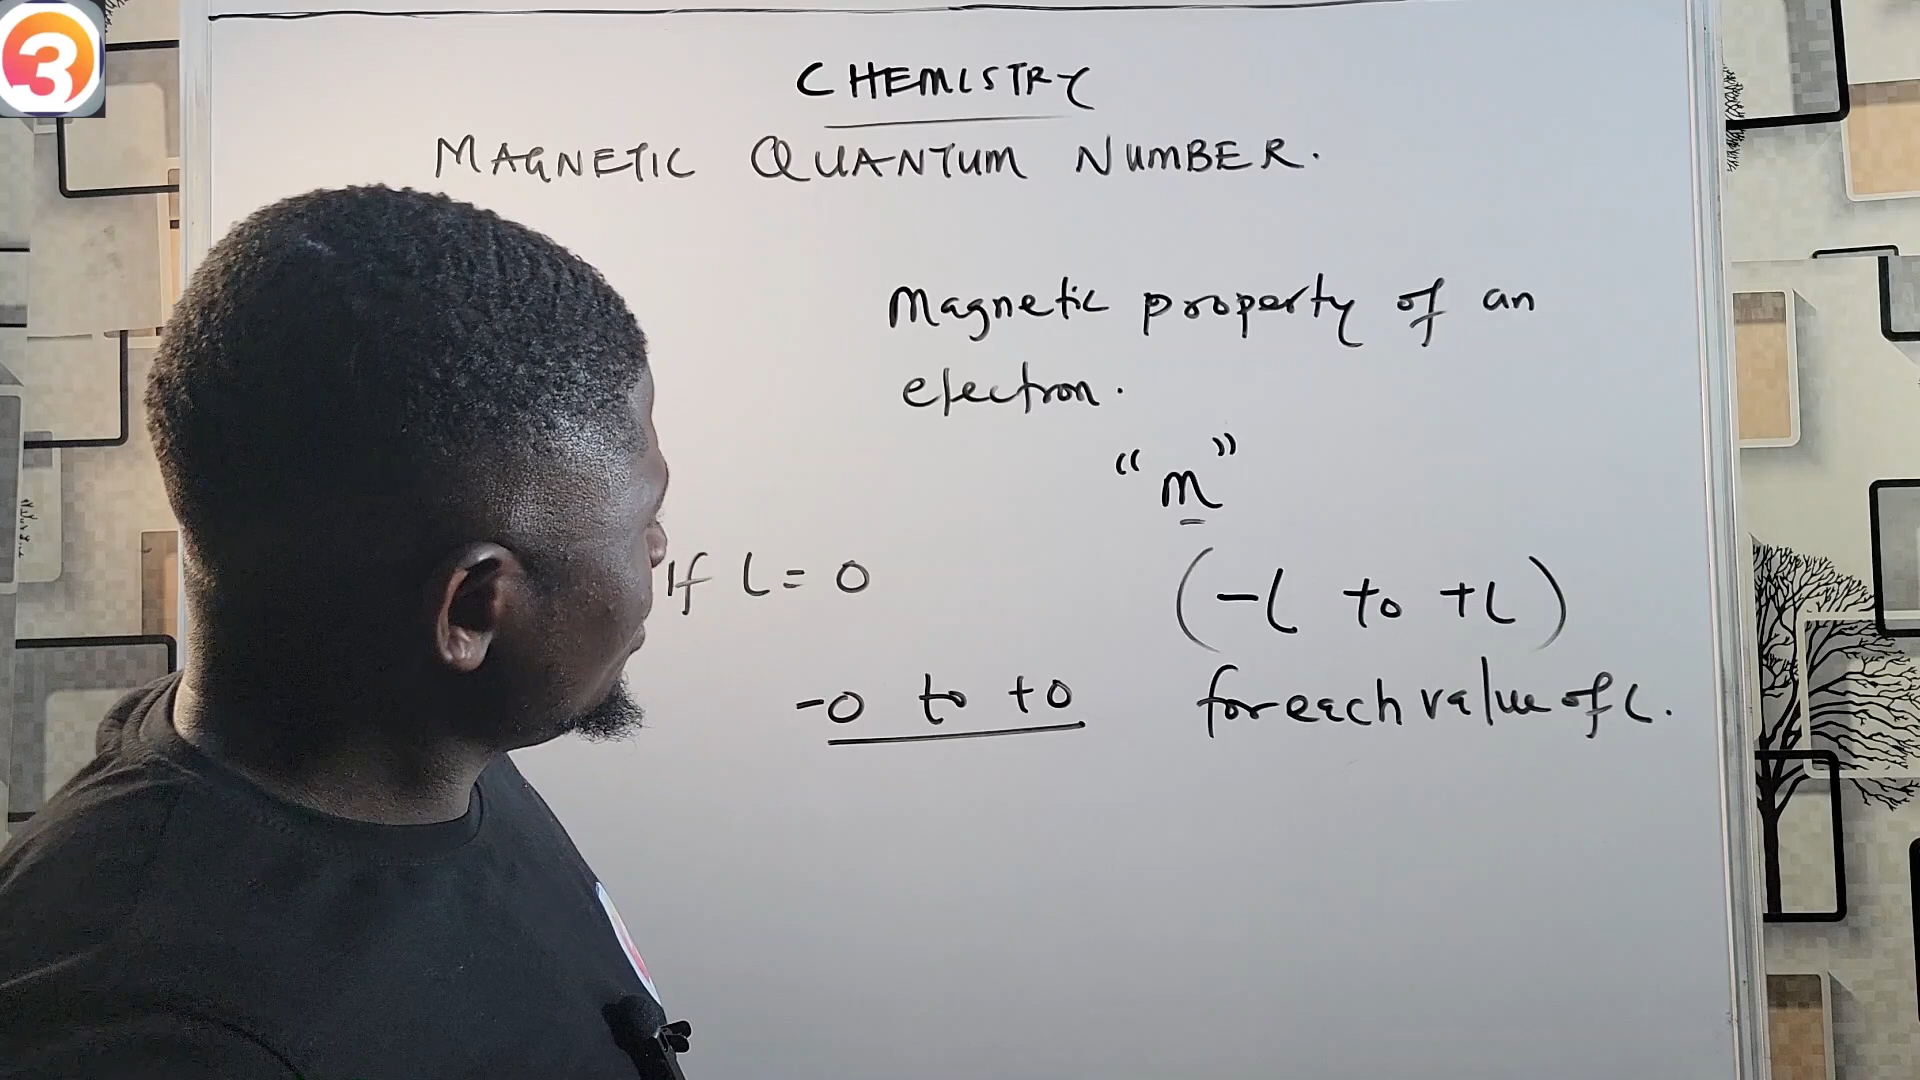 3
CHEMISTRY
MAGNETIC QUANTUM NUMBER.
Magnetic property of an
electron.
"m"
If l = 0
(-l to +l)
-0 to +0
for each value of l.